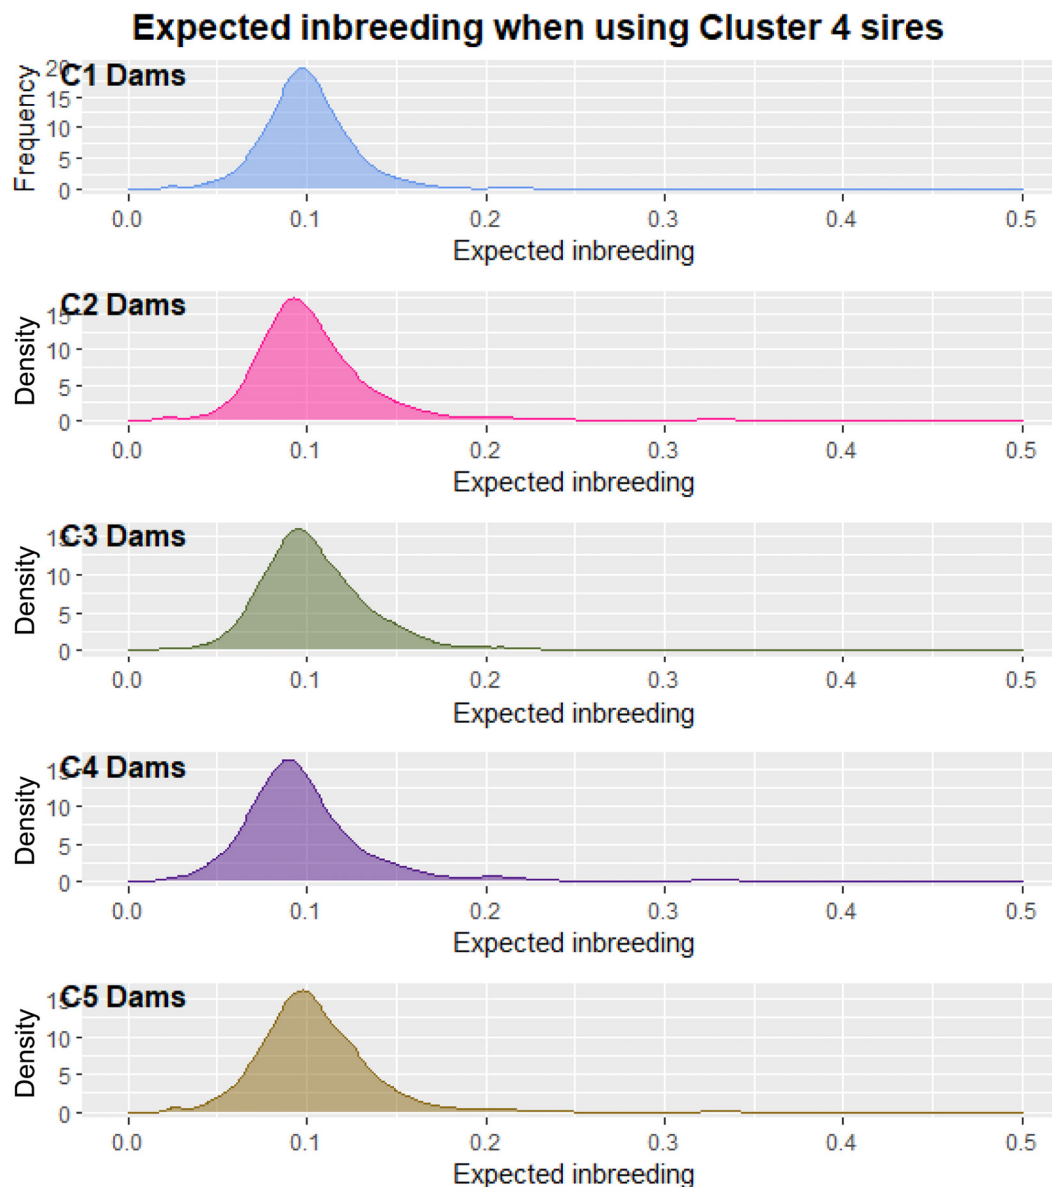 Expected inbreeding when using Cluster 4 sires
C1 Dams
Frequency
20
15
10
5
0
0.0 0.1 0.2 0.3 0.4 0.5
Expected inbreeding
C2 Dams
Density
15
10
5
0
0.0 0.1 0.2 0.3 0.4 0.5
Expected inbreeding
C3 Dams
Density
15
10
5
0
0.0 0.1 0.2 0.3 0.4 0.5
Expected inbreeding
C4 Dams
Density
15
10
5
0
0.0 0.1 0.2 0.3 0.4 0.5
Expected inbreeding
C5 Dams
Density
15
10
5
0
0.0 0.1 0.2 0.3 0.4 0.5
Expected inbreeding